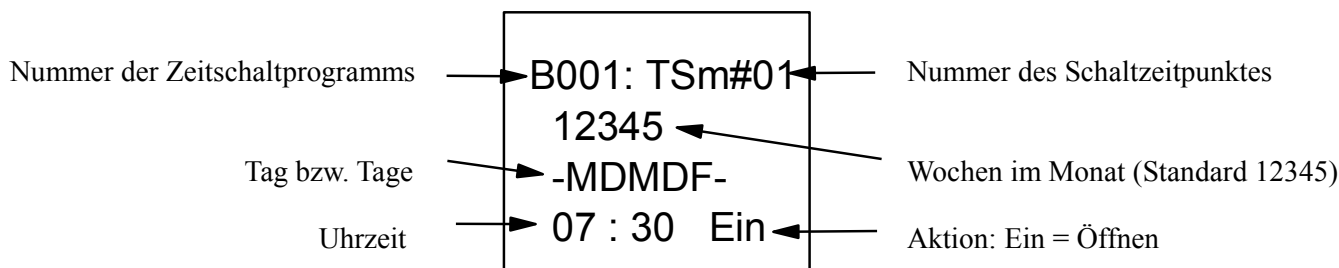 Nummer der Zeitschaltprogramms
B001: TSm#01
Nummer des Schaltzeitpunktes
12345
Wochen im Monat (Standard 12345)
Tag bzw. Tage
-MDMDF-
Uhrzeit
07 : 30 Ein
Aktion: Ein = Öffnen